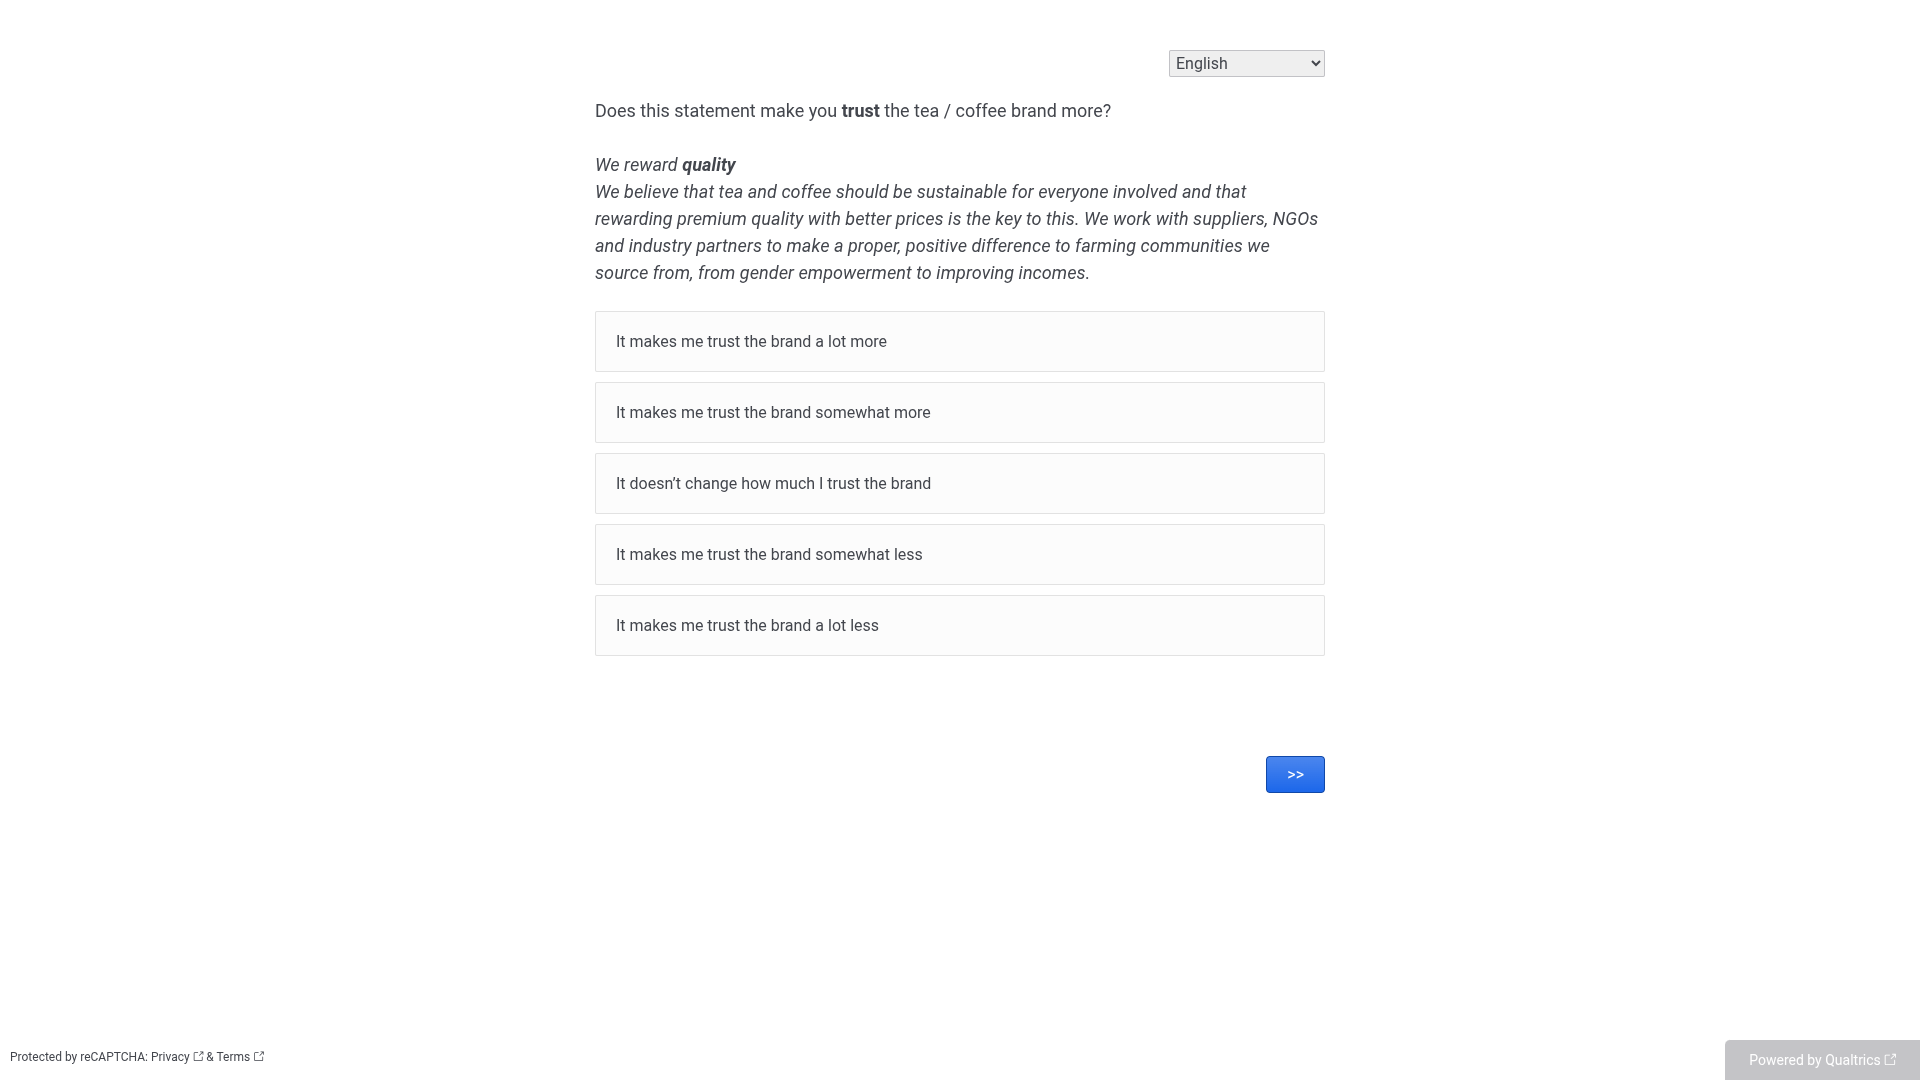 English
Does this statement make you trust the tea / coffee brand more?
We reward quality
We believe that tea and coffee should be sustainable for everyone involved and that
rewarding premium quality with better prices is the key to this. We work with suppliers, NGOs
and industry partners to make a proper, positive difference to farming communities we
source from, from gender empowerment to improving incomes.
It makes me trust the brand a lot more
It makes me trust the brand somewhat more
It doesn’t change how much I trust the brand
It makes me trust the brand somewhat less
It makes me trust the brand a lot less
>>
Protected by reCAPTCHA: Privacy & Terms
Powered by Qualtrics